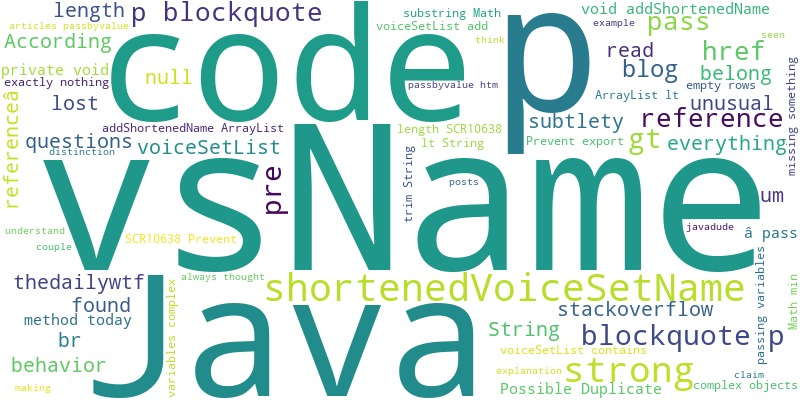 length
p blockquote
substring Math
void addShortenedName
articles passbyvalue
According
code
p
voiceSetList add
example
pass
think
seen
private void
null
read
href
exactly nothing
passbyvalue htm
blog
belong
lost
ArrayList lt
empty rows
unusual
missing something
referenceâ
addShortenedName ArrayList
length SCR10638
subtlety
reference
questions
voiceSetList
lt String
Prevent export
gt
everything
distinction
vsName
pre
trim String
posts
um
understand
couple
SCR10638 Prevent
javadude
â pass
always thought
thedailywtf
shortenedVoiceSetName
found
Java
variables complex
stackoverflow
passing variables
Math min
method today
String
blockquote p
br
voiceSetList contains
behavior
explanation
strong
claim
making
Possible Duplicate
complex objects